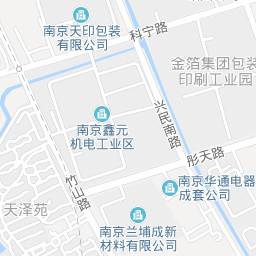 南京天印包装
有限公司
科宁路
金箔集团包装
印刷工业园
南京鑫元
机电工业区
兴民南路
彤天路
竹山路
南京华通电器
成套公司
天泽苑
南京兰埔成新
材料有限公司